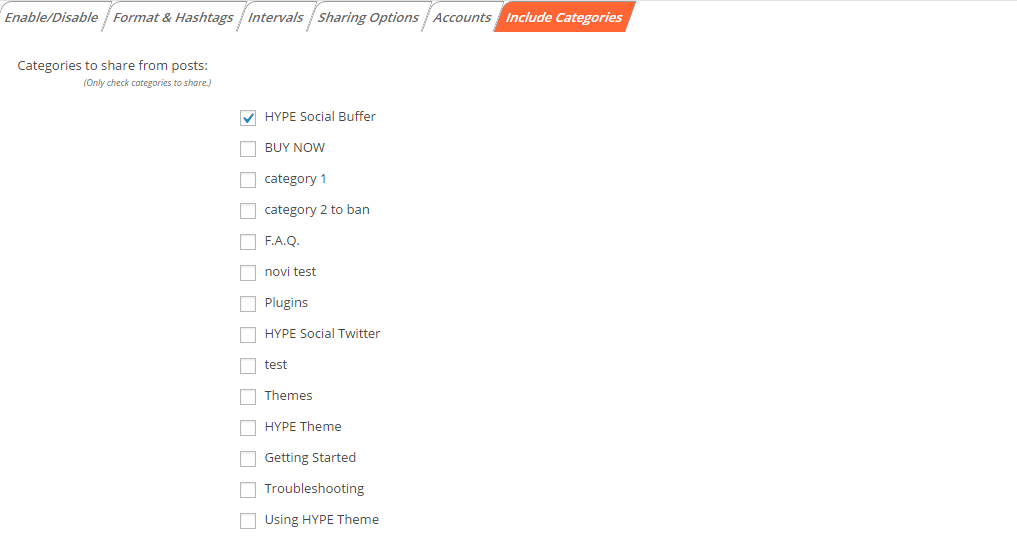 Enable/Disable Format & Hashtags Intervals Sharing Options Accounts Include Categories
Categories to share from posts:
(Only check categories to share.)
HYPE Social Buffer
BUY NOW
category 1
category 2 to ban
F.A.Q.
novi test
Plugins
HYPE Social Twitter
test
Themes
HYPE Theme
Getting Started
Troubleshooting
Using HYPE Theme